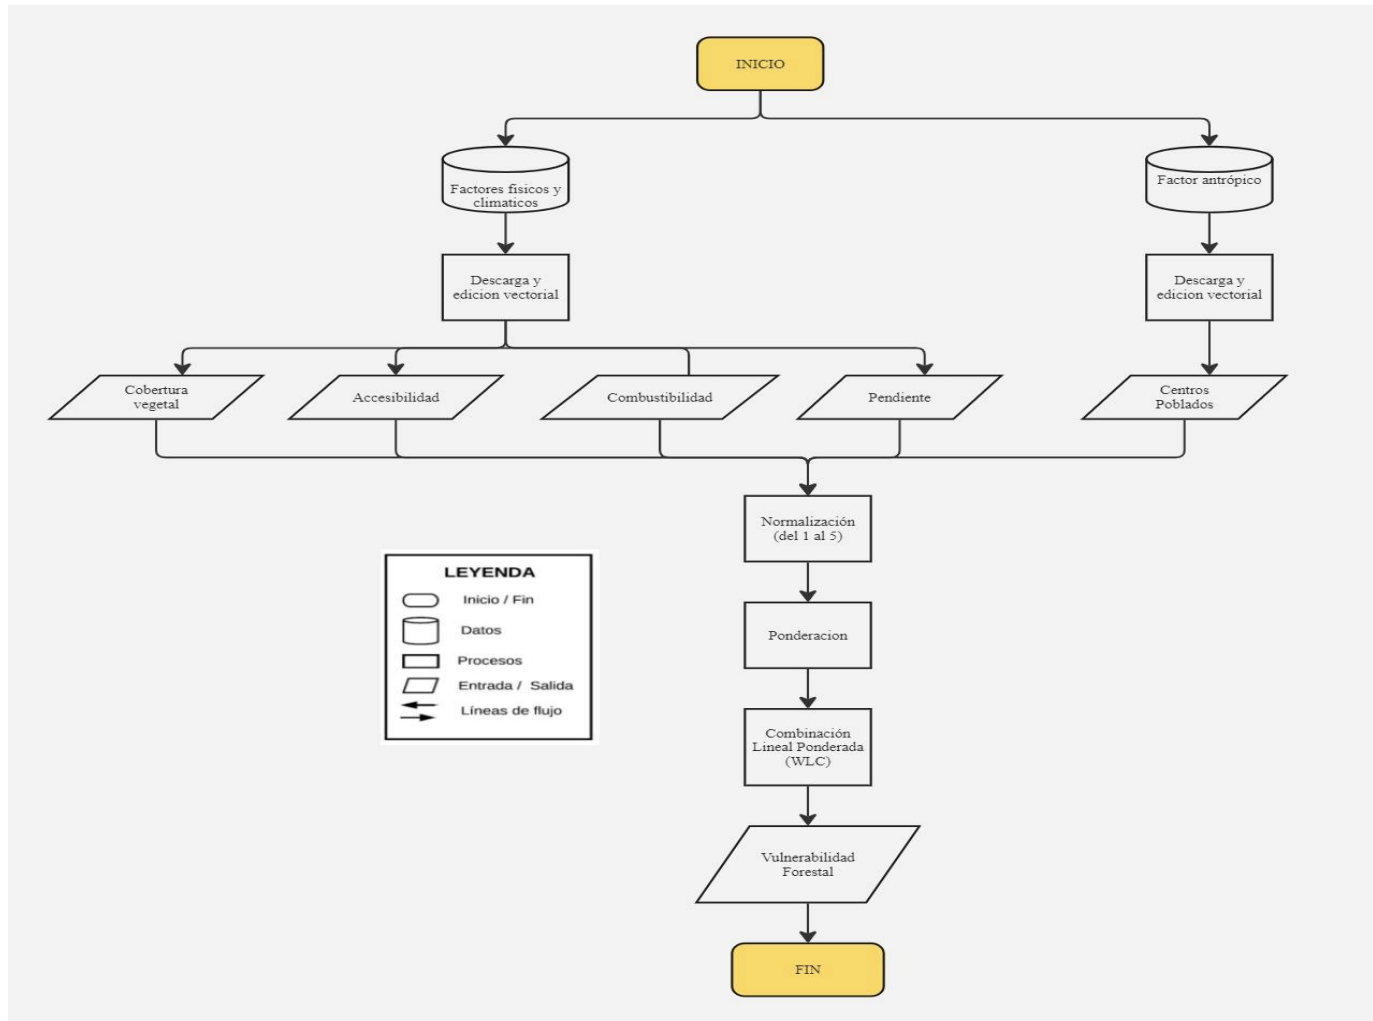 INICIO
Factores fisicos y
climaticos
Factor antrópico
Descarga y
edicion vectorial
Descarga y
edicion vectorial
Cobertura
vegetal
Accesibilidad
Combustibilidad
Pendiente
Centros
Poblados
Normalización
(del 1 al 5)
LEYENDA
Inicio / Fin
Datos
Procesos
Entrada / Salida
Líneas de flujo
Ponderacion
Combinación
Lineal Ponderada
(WLC)
Vulnerabilidad
Forestal
FIN